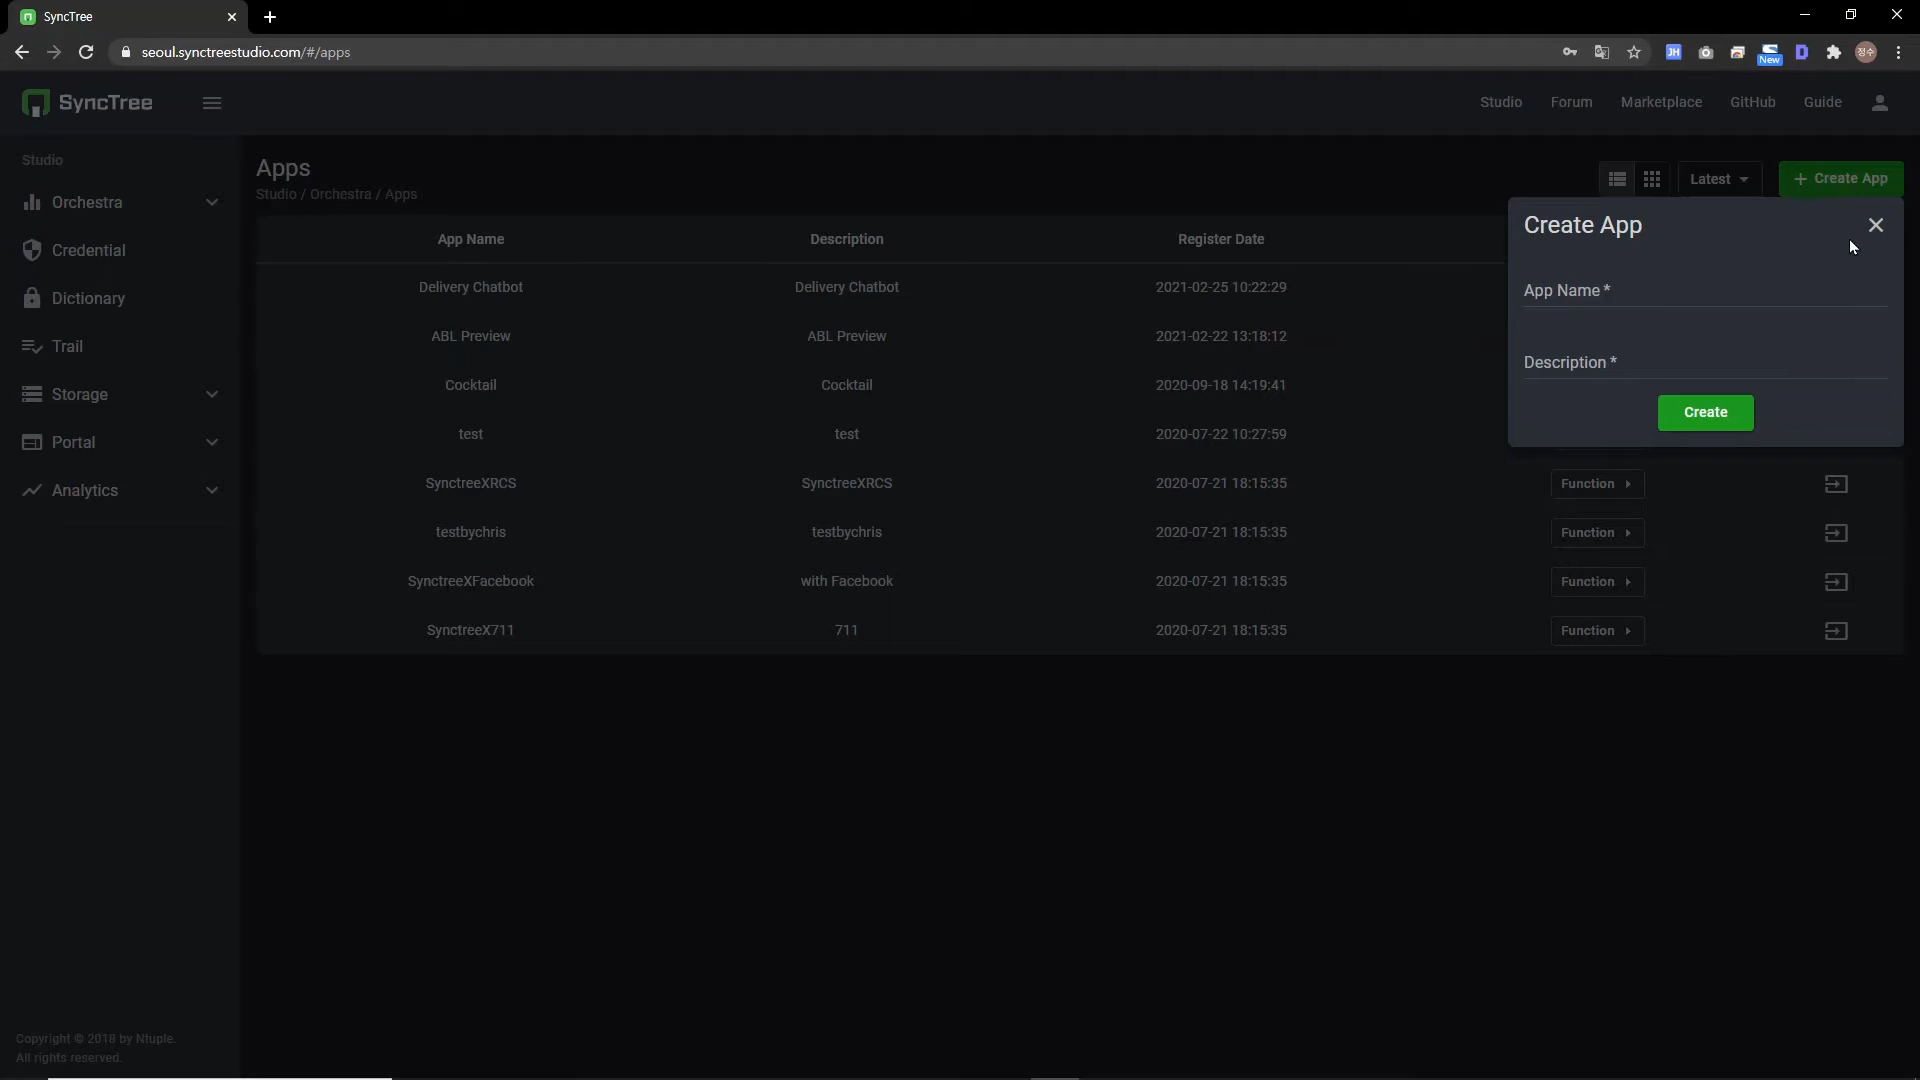 SyncTree
seoul.synctreestudio.com/#/apps
JH
New
정수
SyncTree
Studio
Forum
Marketplace
GitHub
Guide
Studio
Orchestra
Credential
Dictionary
Trail
Storage
Portal
Analytics
Apps
Studio / Orchestra / Apps
Latest
+ Create App
App Name Description Register Date
Delivery Chatbot Delivery Chatbot 2021-02-25 10:22:29
ABL Preview ABL Preview 2021-02-22 13:18:12
Cocktail Cocktail 2020-09-18 14:19:41
test test 2020-07-22 10:27:59
SynctreeXRCS SynctreeXRCS 2020-07-21 18:15:35 Function
testbychris testbychris 2020-07-21 18:15:35 Function
SynctreeXFacebook with Facebook 2020-07-21 18:15:35 Function
SynctreeX711 711 2020-07-21 18:15:35 Function
Create App
App Name *
Description *
Create
Copyright © 2018 by Ntuple.
All rights reserved.